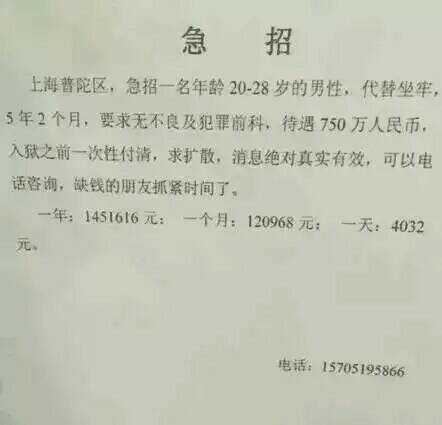 急 招
上海普陀区，急招一名年龄 20-28 岁的男性，代替坐牢，
5 年 2 个月，要求无不良及犯罪前科，待遇 750 万人民币，
入狱之前一次性付清，求扩散，消息绝对真实有效，可以电
话咨询，缺钱的朋友抓紧时间了。
一年：1451616 元； 一个月：120968 元； 一天：4032
元。
电话：15705195866